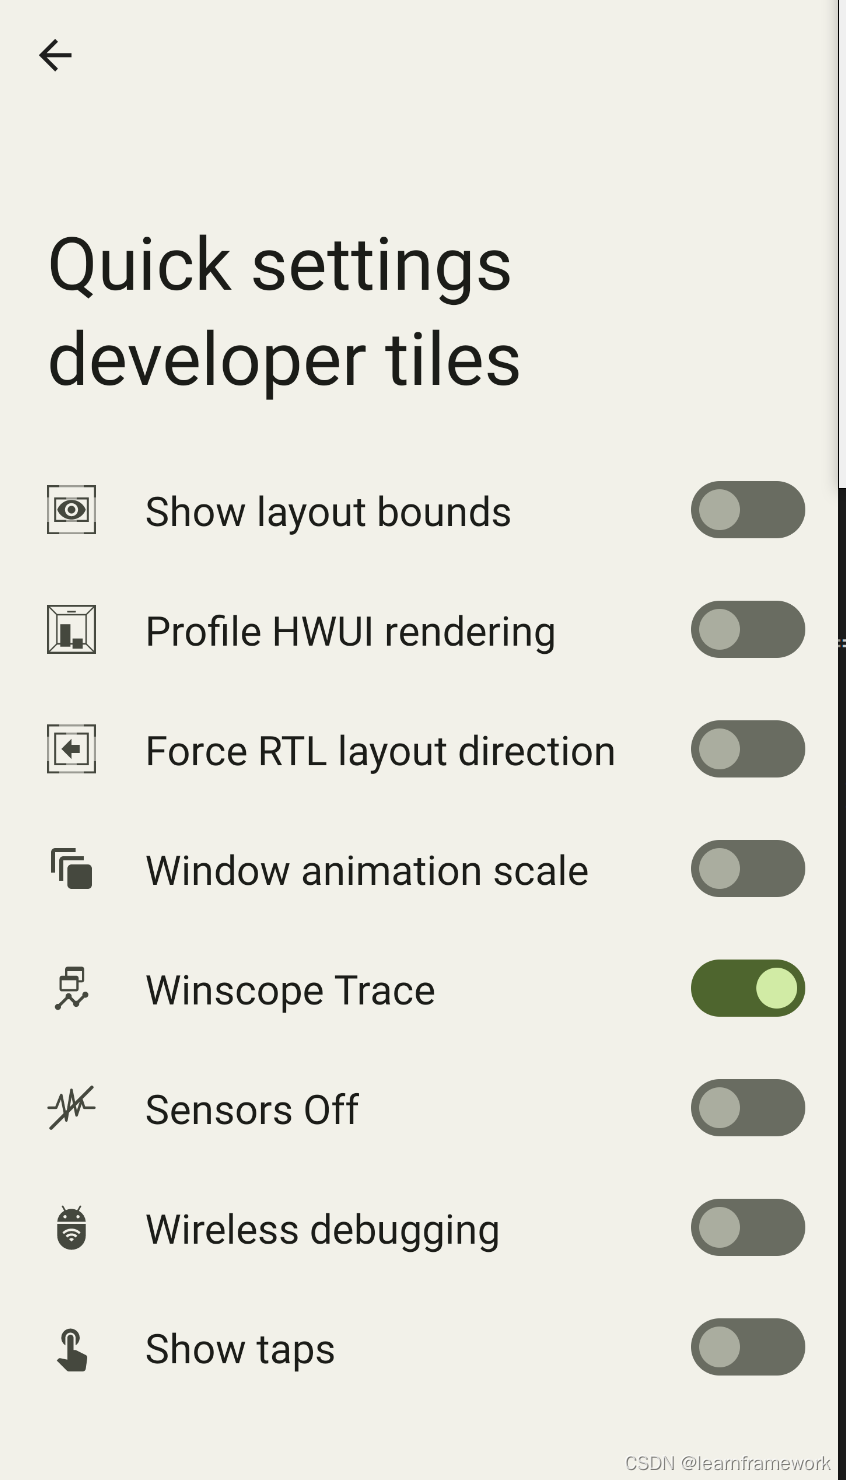 Quick settings
developer tiles
Show layout bounds
Profile HWUI rendering
Force RTL layout direction
Window animation scale
Winscope Trace
Sensors Off
Wireless debugging
Show taps
CSDN @learnframework